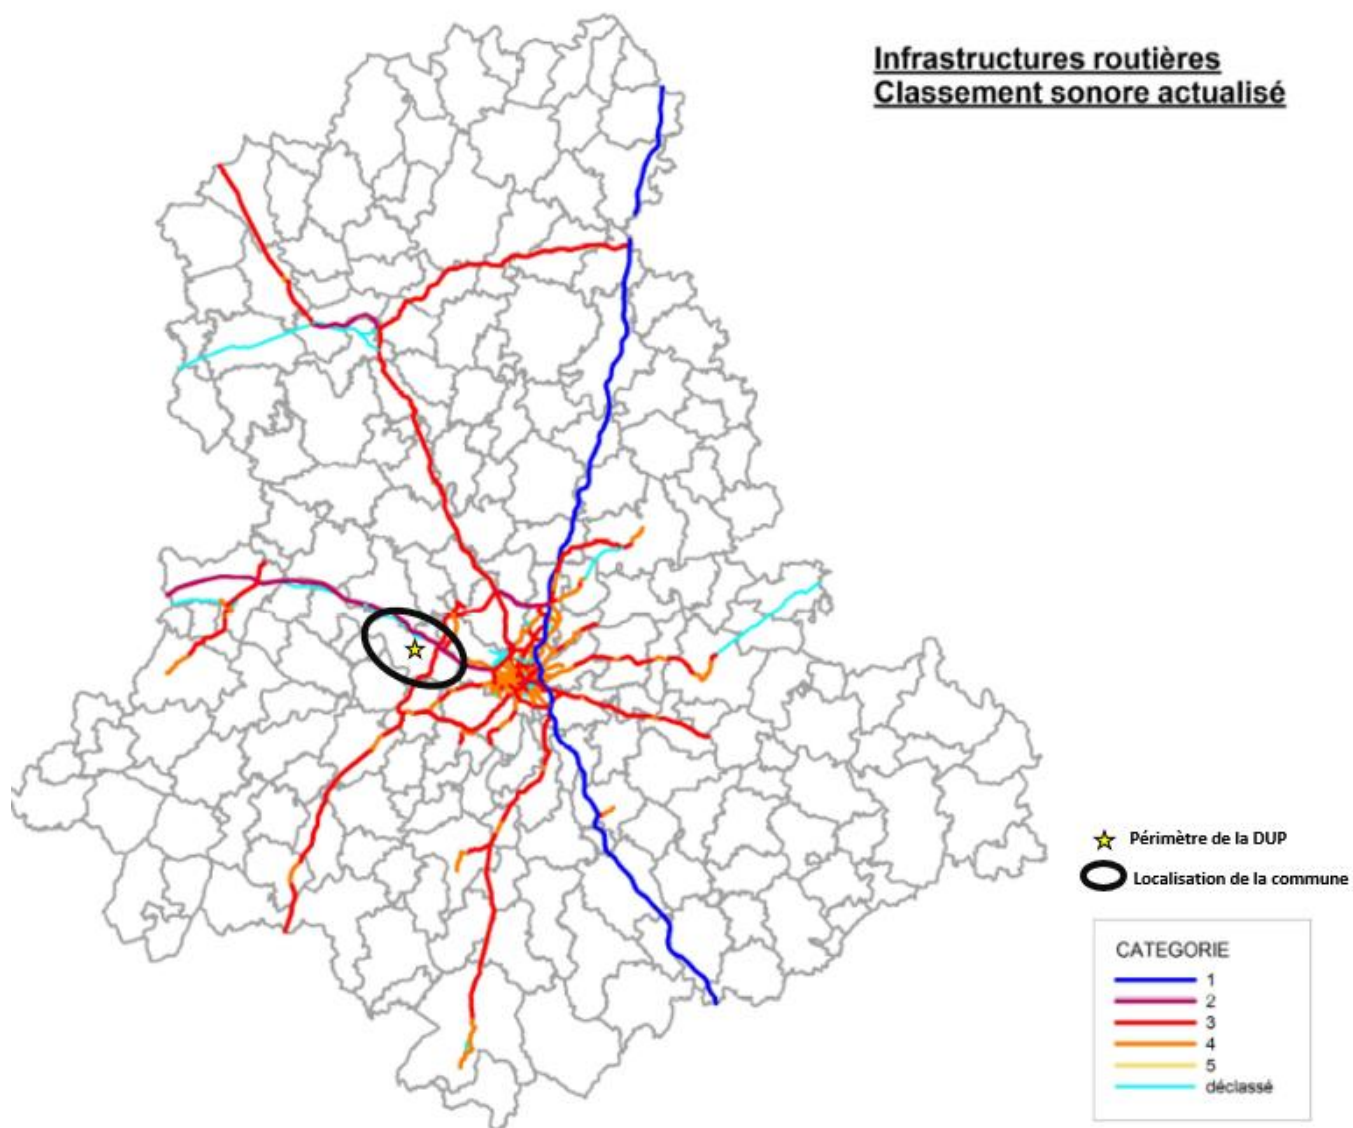 Infrastructures routières
Classement sonore actualisé
Périmètre de la DUP
Localisation de la commune
CATEGORIE
1
2
3
4
5
déclassé